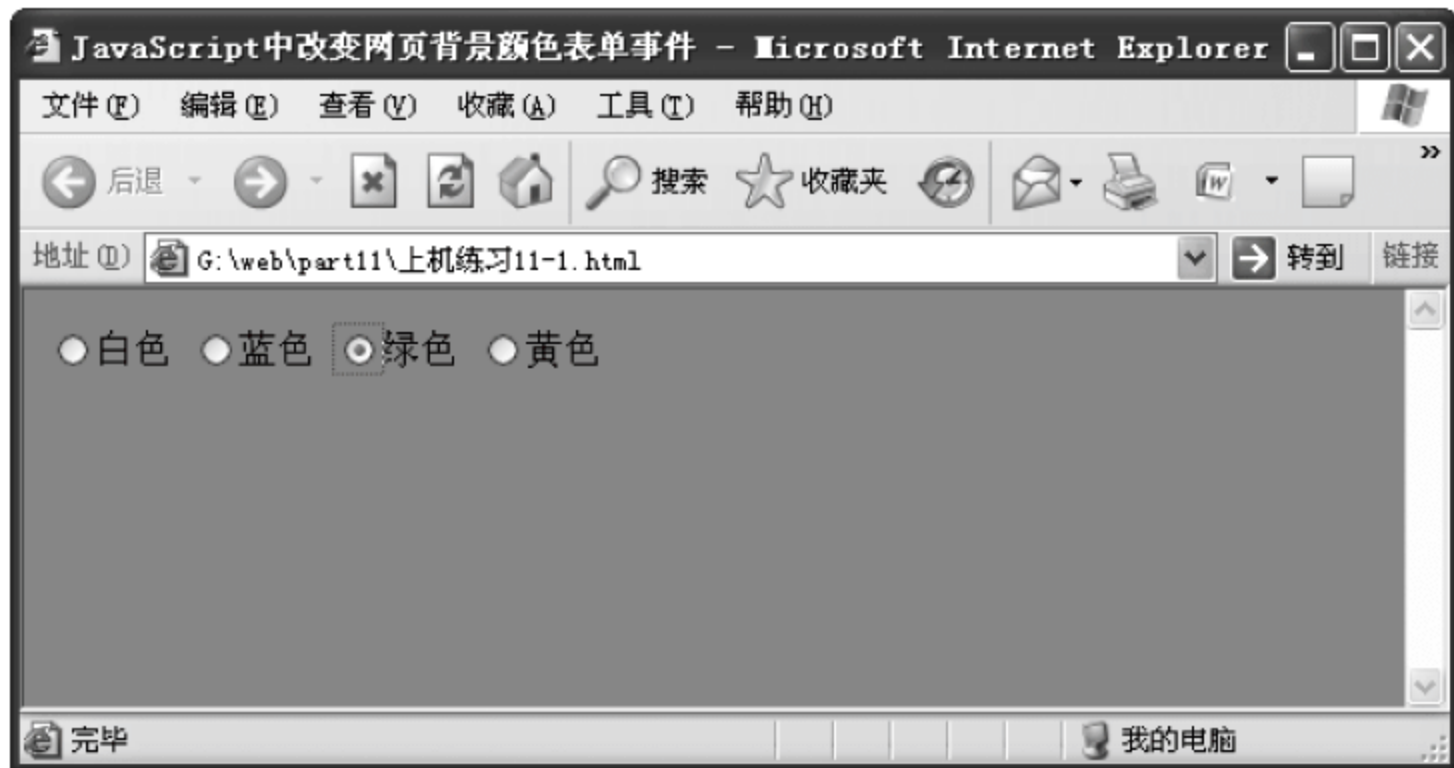 JavaScript中改变网页背景颜色表单事件 - Microsoft Internet Explorer
文件(F) 编辑(E) 查看(V) 收藏(A) 工具(T) 帮助(H)
后退 搜索 收藏夹 W »
地址(D) G:\web\part11\上机练习11-1.html 转到 链接
白色 蓝色 绿色 黄色
完毕 我的电脑